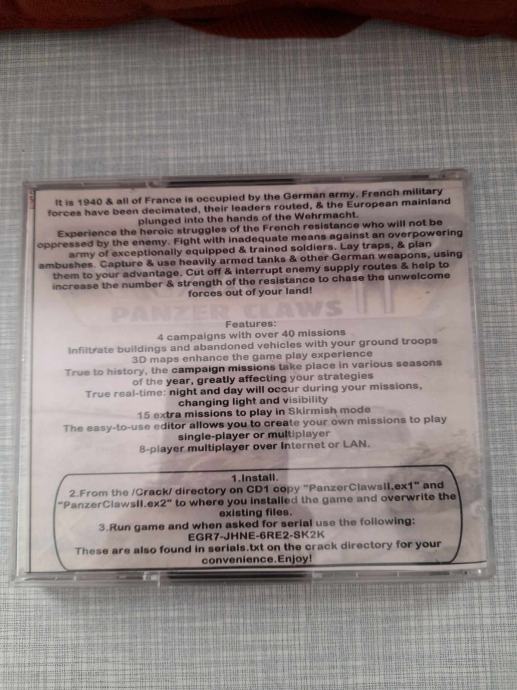 It is 1940 & all of France is occupied by the German army. French military
forces have been decimated, their leaders routed, & the European mainland
plunged into the hands of the Wehrmacht.
Experience the heroic struggles of the French resistance who will not be
oppressed by the enemy. Fight with inadequate means against an overpowering
army of exceptionally equipped & trained soldiers. Lay traps, & plan
ambushes. Capture & use heavily armed tanks & other German weapons, using
them to your advantage. Cut off & interrupt enemy supply routes & help to
increase the number & strength of the resistance to chase the unwelcome
forces out of your land!
PANZER CLAWS II
Features:
4 campaigns with over 40 missions
Infiltrate buildings and abandoned vehicles with your ground troops
3D maps enhance the game play experience
True to history, the campaign missions take place in various seasons
of the year, greatly affecting your strategies
True real-time: night and day will occur during your missions,
changing light and visibility
15 extra missions to play in Skirmish mode
The easy-to-use editor allows you to create your own missions to play
single-player or multiplayer
8-player multiplayer over Internet or LAN.
1.Install.
2.From the /Crack/ directory on CD1 copy "PanzerClawsII.ex1" and
"PanzerClawsII.ex2" to where you installed the game and overwrite the
existing files.
3.Run game and when asked for serial use the following:
EGR7-JHNE-6RE2-SK2K
These are also found in serials.txt on the crack directory for your
convenience.Enjoy!